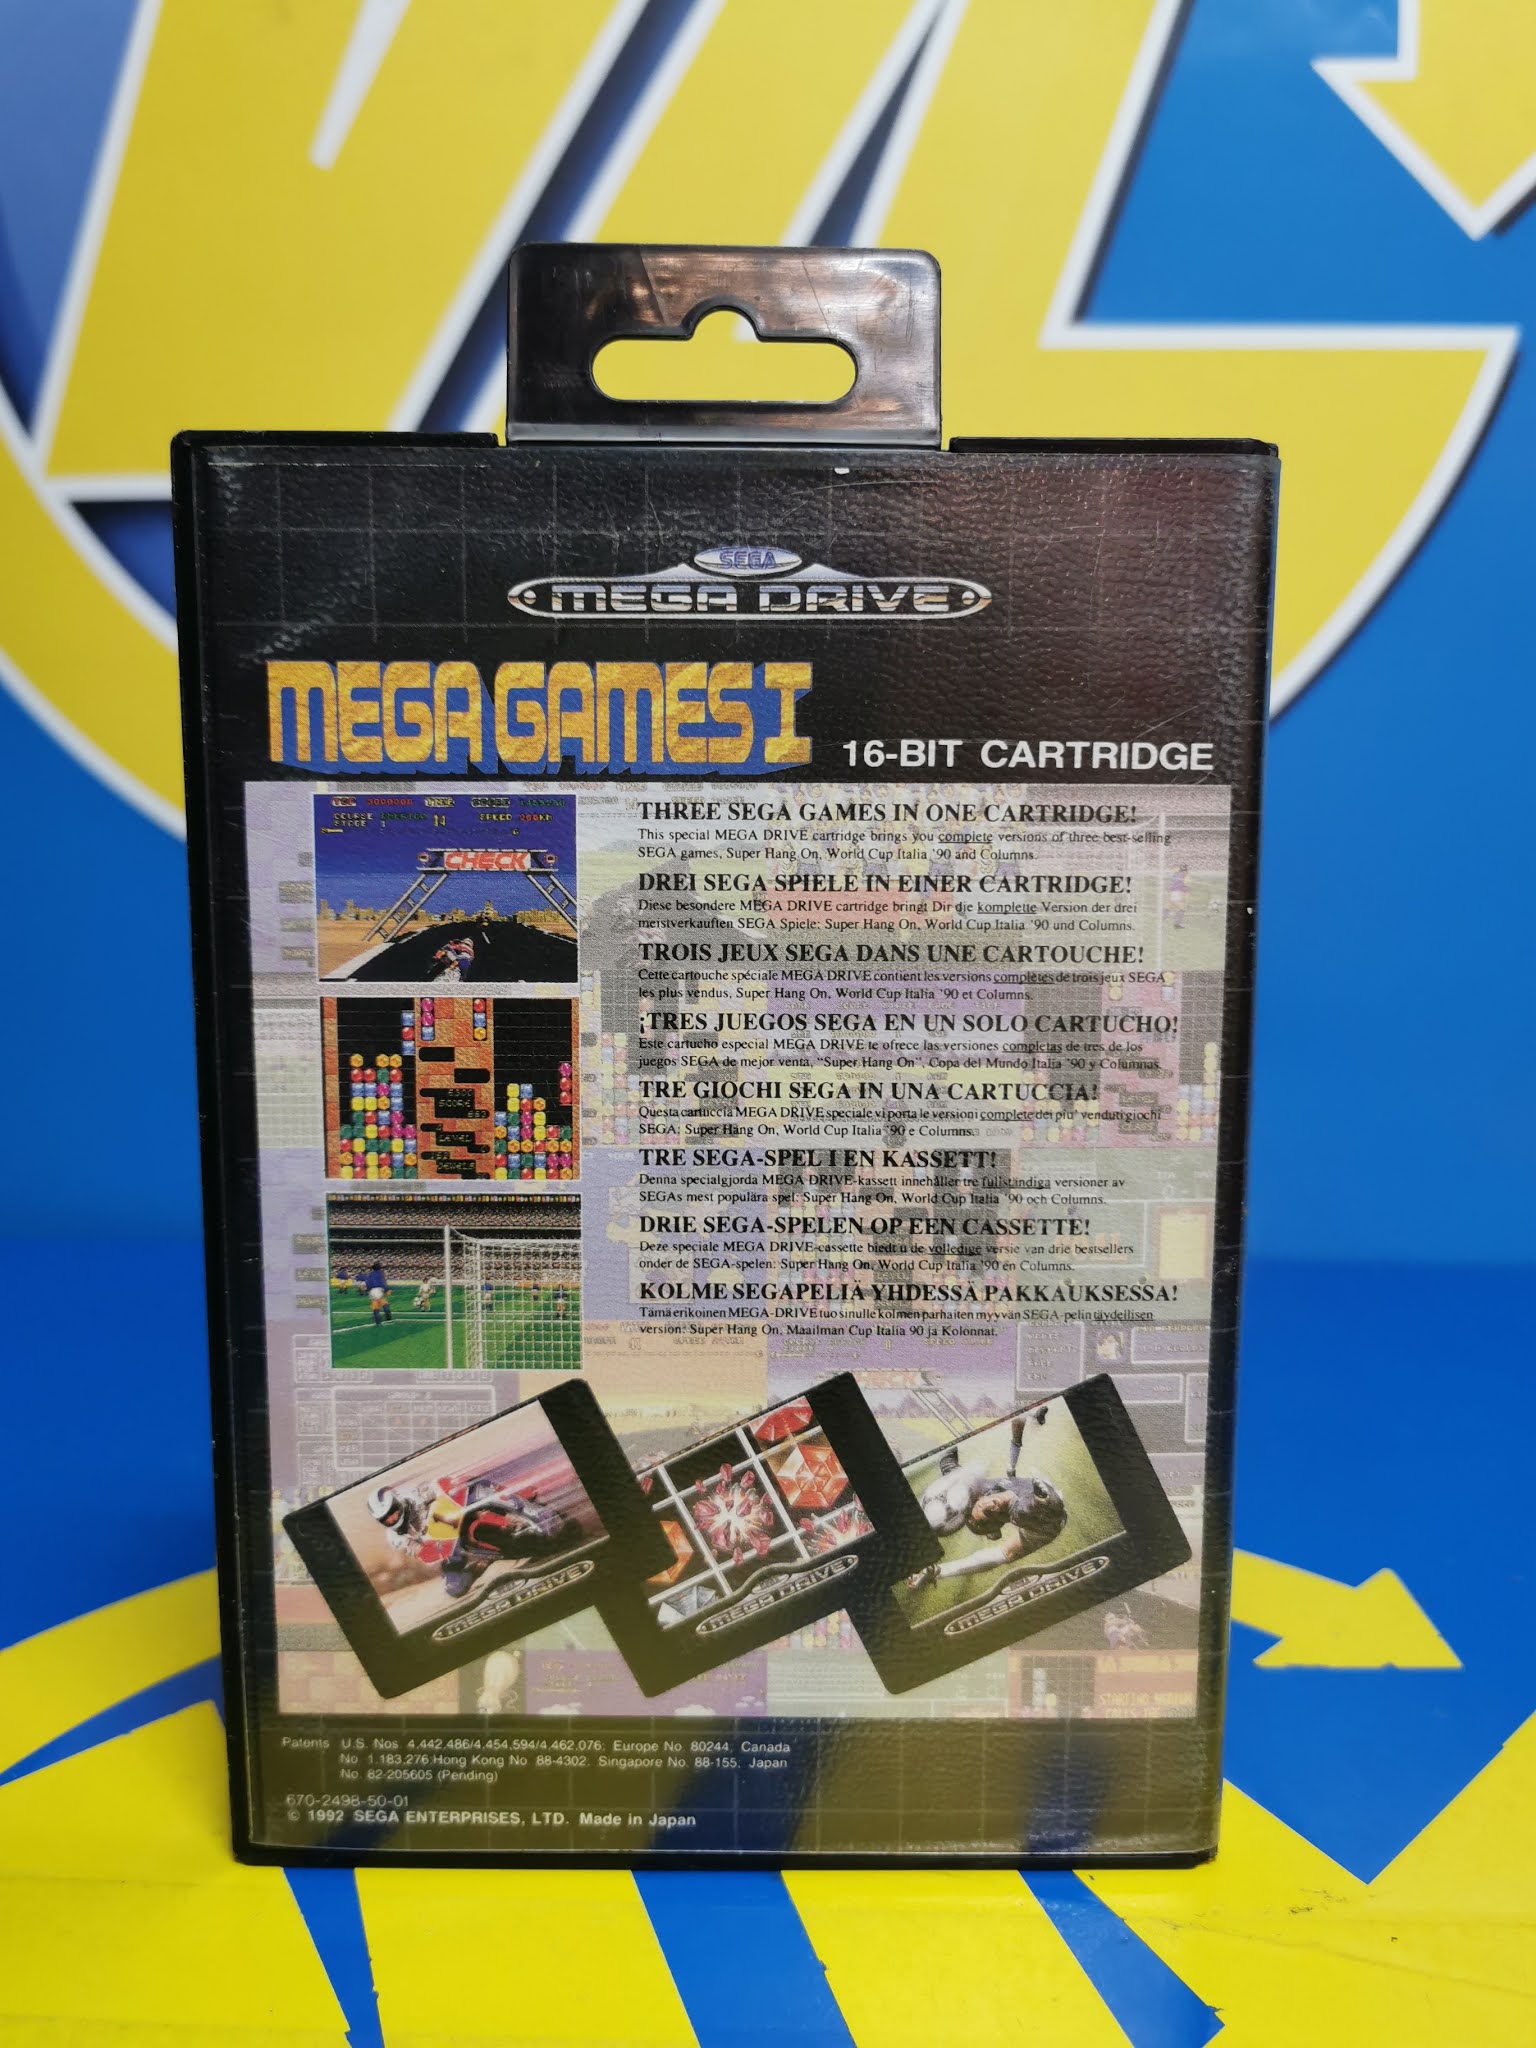 SEGA
MEGA DRIVE
MEGA GAMES I
16-BIT CARTRIDGE
CHECK
THREE SEGA GAMES IN ONE CARTRIDGE!
This special MEGA DRIVE cartridge brings you complete versions of three best-selling
SEGA games, Super Hang On, World Cup Italia '90 and Columns.
DREI SEGA SPIELE IN EINER CARTRIDGE!
Diese besondere MEGA DRIVE cartridge bringt Dir die komplette Version der drei
meistverkauften SEGA Spiele: Super Hang On, World Cup Italia '90 und Columns.
TROIS JEUX SEGA DANS UNE CARTOUCHE!
Cette cartouche spéciale MEGA DRIVE contient les versions complètes de trois jeux SEGA
les plus vendus, Super Hang On, World Cup Italia '90 et Columns.
¡TRES JUEGOS SEGA EN UN SOLO CARTUCHO!
Este cartucho especial MEGA DRIVE te ofrece las versiones completas de tres de los
juegos SEGA de mejor venta, "Super Hang On", Copa del Mundo Italia '90 y Columnas.
TRE GIOCHI SEGA IN UNA CARTUCCIA!
Questa cartuccia MEGA DRIVE speciale vi porta le versioni complete dei piu' venduti giochi
SEGA: Super Hang On, World Cup Italia '90 e Columns.
TRE SEGA-SPEL I EN KASSETT!
Denna specialgjorda MEGA DRIVE-kassett innehåller tre fullständiga versioner av
SEGAs mest populära spel: Super Hang On, World Cup Italia '90 och Columns.
DRIE SEGA-SPELEN OP EEN CASSETTE!
Deze speciale MEGA DRIVE-cassette biedt u de volledige versie van drie bestsellers
onder de SEGA-spelen: Super Hang On, World Cup Italia '90 en Columns.
KOLME SEGAPELIÄ YHDESSÄ PAKKAUKSESSA!
Tämä erikoinen MEGA-DRIVE tuo sinulle kolmen parhaiten myyvän SEGA-pelin täydellisen
version: Super Hang On, Maailman Cup Italia 90 ja Kolonnat.
MEGA DRIVE
MEGA DRIVE
MEGA DRIVE
Patents U.S. Nos 4.442.486/4.454.594/4.462.076; Europe No. 80244; Canada
No 1.183.276; Hong Kong No. 88-4302; Singapore No. 88-155; Japan
No. 82-205605 (Pending)
670-2498-50-01
© 1992 SEGA ENTERPRISES, LTD. Made in Japan